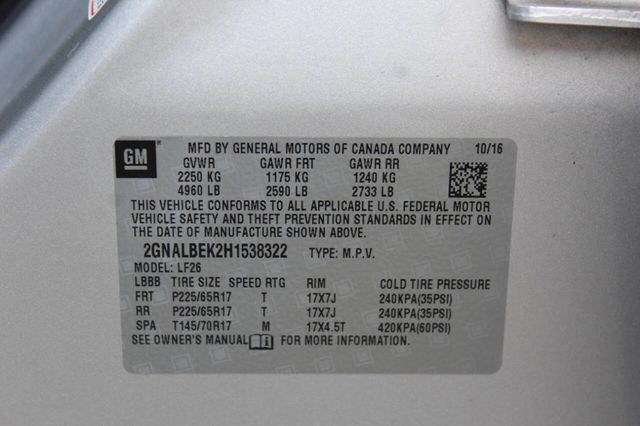 GM
MFD BY GENERAL MOTORS OF CANADA COMPANY 10/16
GVWR GAWR FRT GAWR RR
2250 KG 1175 KG 1240 KG
4960 LB 2590 LB 2733 LB
THIS VEHICLE CONFORMS TO ALL APPLICABLE U.S. FEDERAL MOTOR
VEHICLE SAFETY AND THEFT PREVENTION STANDARDS IN EFFECT ON
THE DATE OF MANUFACTURE SHOWN ABOVE.
2GNALBEK2H1538322 TYPE: M.P.V.
MODEL: LF26
LBBB TIRE SIZE SPEED RTG RIM COLD TIRE PRESSURE
FRT P225/65R17 T 17X7J 240KPA(35PSI)
RR P225/65R17 T 17X7J 240KPA(35PSI)
SPA T145/70R17 M 17X4.5T 420KPA(60PSI)
SEE OWNER'S MANUAL FOR MORE INFORMATION.